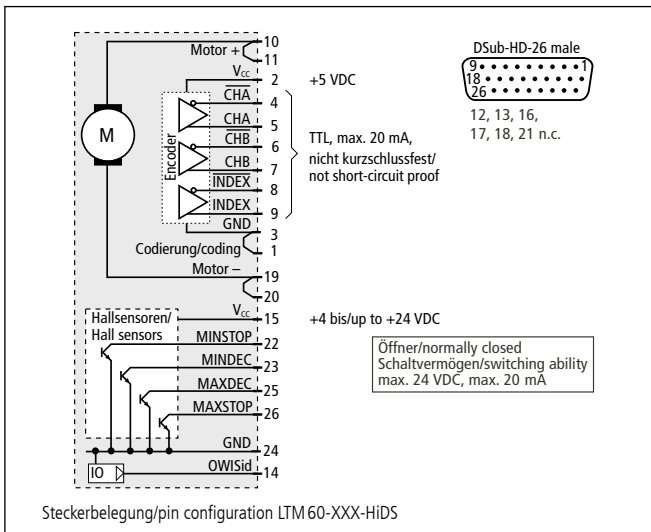 Motor + 10
11
Vcc 2 +5 VDC
CHA 4
CHA 5
CHB 6
CHB 7
INDEX 8
INDEX 9
GND 3
Codierung/coding 1
Motor – 19
20
M
Encoder
TTL, max. 20 mA,
nicht kurzschlussfest/
not short-circuit proof
DSub-HD-26 male
9 1
18
26
12, 13, 16,
17, 18, 21 n.c.
Hallsensoren/
Hall sensors
Vcc 15 +4 bis/up to +24 VDC
MINSTOP 22
MINDEC 23
MAXDEC 25
MAXSTOP 26
GND 24
IO OWISid 14
Öffner/normally closed
Schaltvermögen/switching ability
max. 24 VDC, max. 20 mA
Steckerbelegung/pin configuration LTM60-XXX-HiDS